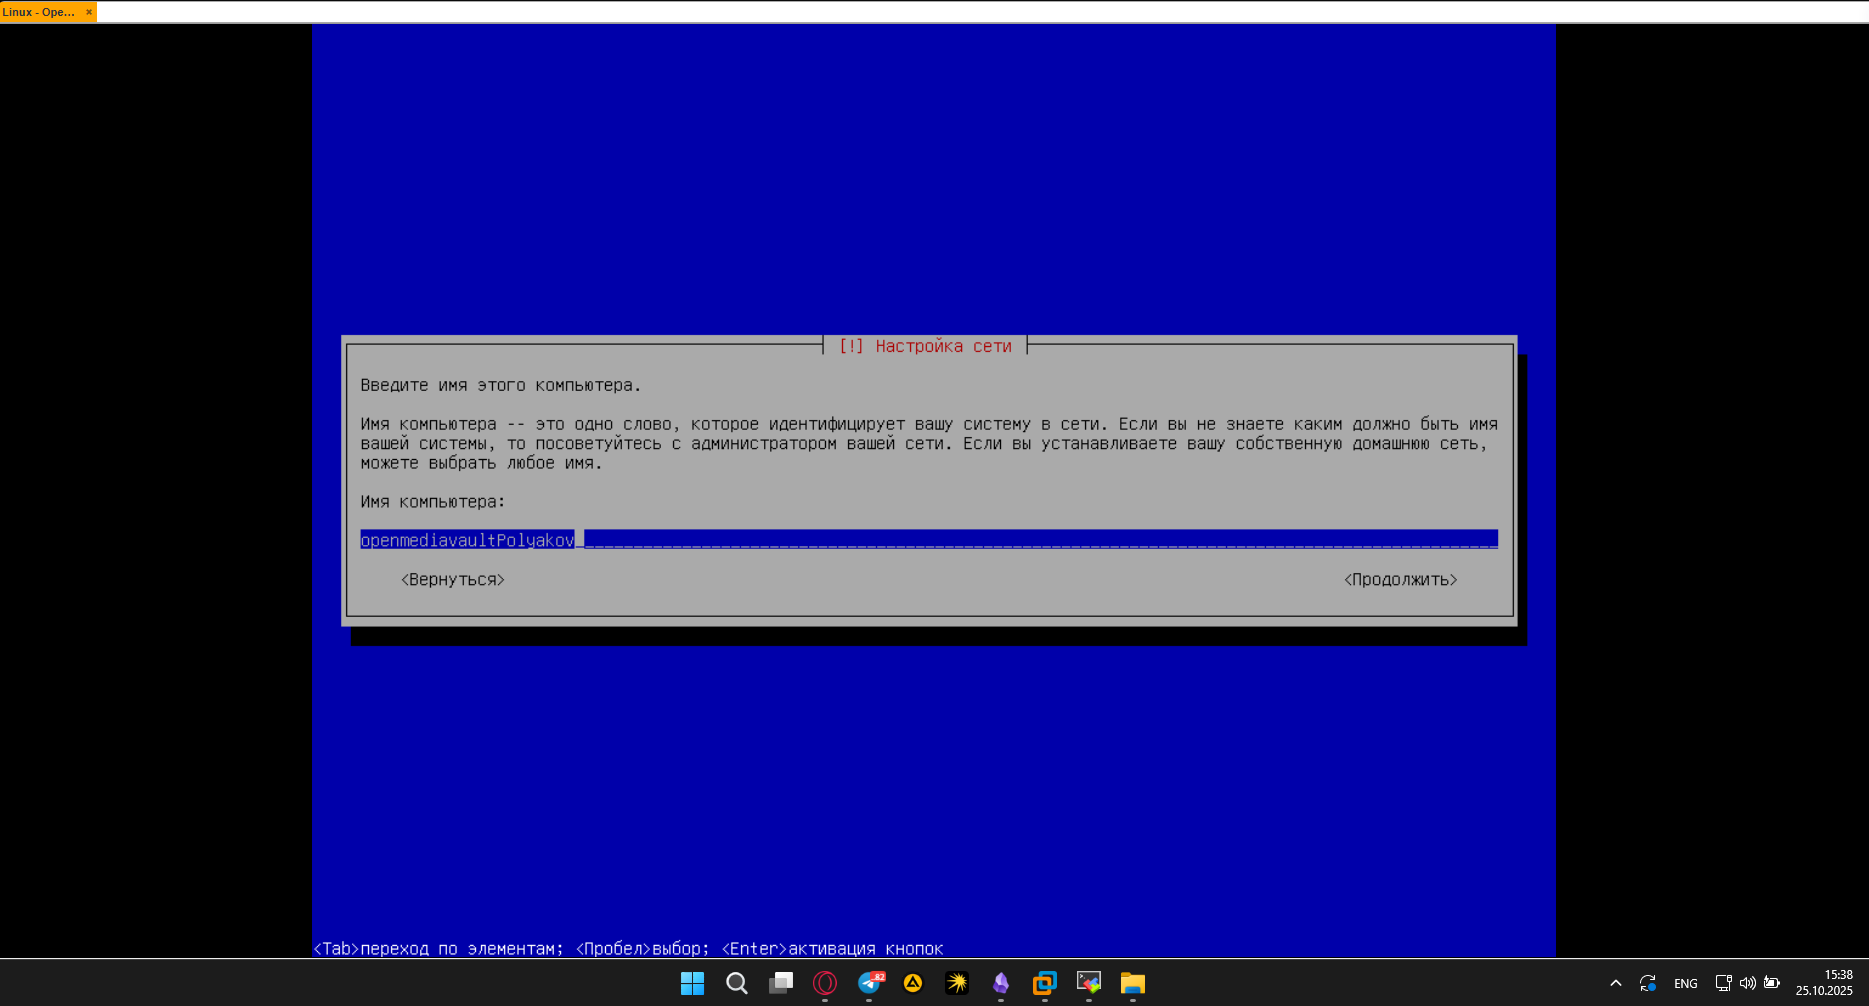 Linux - Ope... ×
[!] Настройка сети
Введите имя этого компьютера.
Имя компьютера -- это одно слово, которое идентифицирует вашу систему в сети. Если вы не знаете каким должно быть имя
вашей системы, то посоветуйтесь с администратором вашей сети. Если вы устанавливаете вашу собственную домашнюю сеть,
можете выбрать любое имя.
Имя компьютера:
openmediavaultPolyakov
<Вернуться> <Продолжить>
<Tab>переход по элементам; <Пробел>выбор; <Enter>активация кнопок
82
ENG
15:38
25.10.2025